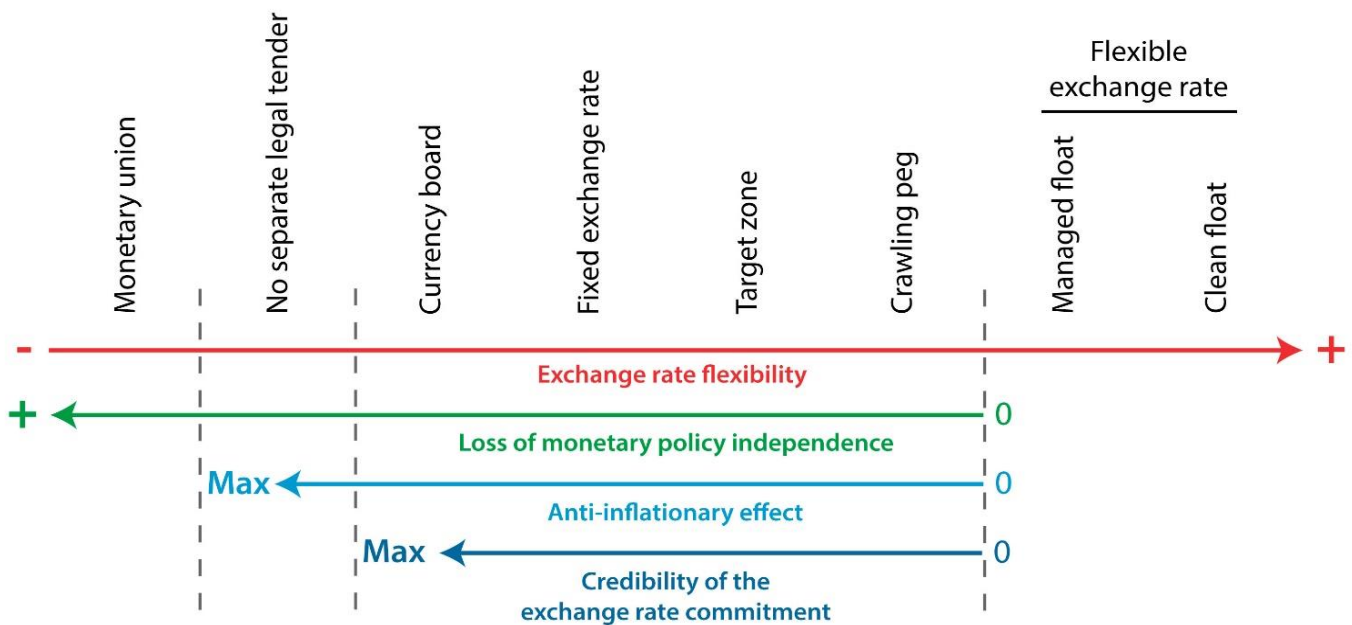 Flexible
exchange rate
Monetary union
No separate legal tender
Currency board
Fixed exchange rate
Target zone
Crawling peg
Managed float
Clean float
- +
Exchange rate flexibility
+ 0
Loss of monetary policy independence
Max 0
Anti-inflationary effect
Max 0
Credibility of the
exchange rate commitment